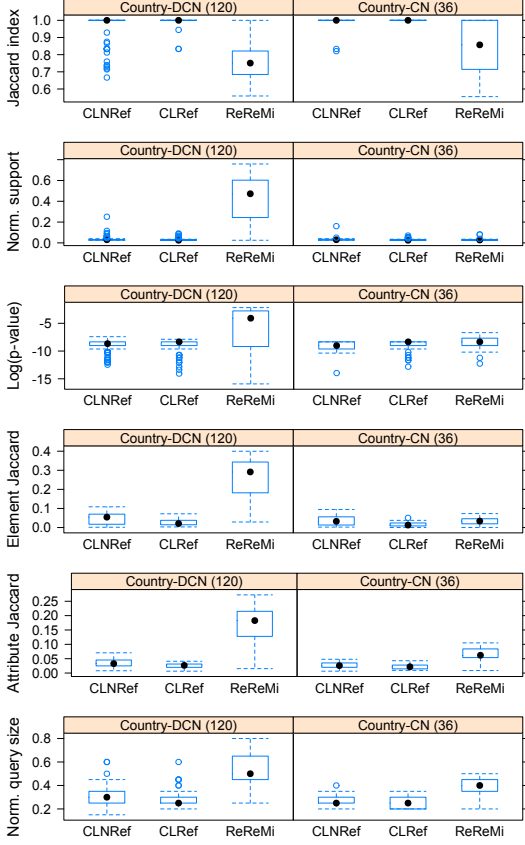 Country-DCN (120) Country-CN (36)
Jaccard index
1.0
0.9
0.8
0.7
0.6
CLNRef CLRef ReReMi CLNRef CLRef ReReMi
Country-DCN (120) Country-CN (36)
Norm. support
0.6
0.4
0.2
0.0
CLNRef CLRef ReReMi CLNRef CLRef ReReMi
Country-DCN (120) Country-CN (36)
Log(p-value)
-5
-10
-15
CLNRef CLRef ReReMi CLNRef CLRef ReReMi
Country-DCN (120) Country-CN (36)
Element Jaccard
0.4
0.3
0.2
0.1
0.0
CLNRef CLRef ReReMi CLNRef CLRef ReReMi
Country-DCN (120) Country-CN (36)
Attribute Jaccard
0.25
0.20
0.15
0.10
0.05
0.00
CLNRef CLRef ReReMi CLNRef CLRef ReReMi
Country-DCN (120) Country-CN (36)
Norm. query size
0.8
0.6
0.4
0.2
CLNRef CLRef ReReMi CLNRef CLRef ReReMi